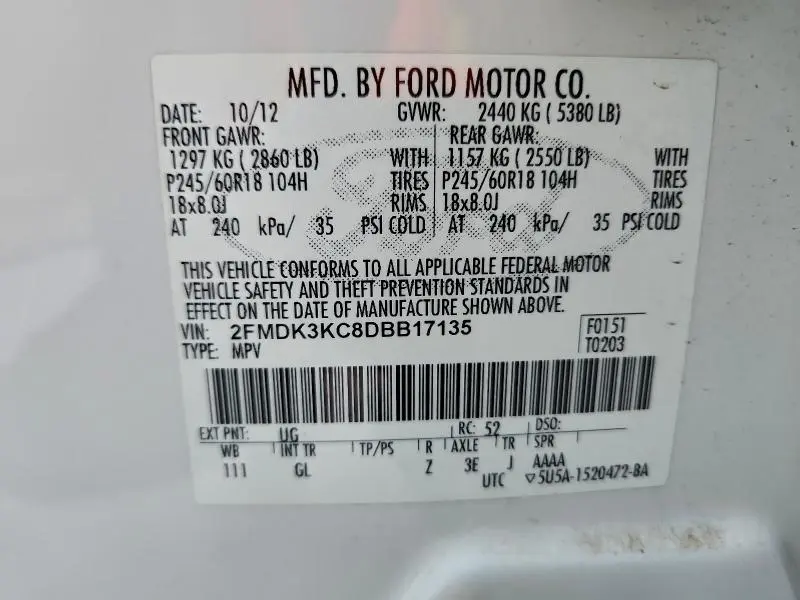 MFD. BY FORD MOTOR CO.
DATE: 10/12 GVWR: 2440 KG ( 5380 LB)
FRONT GAWR: REAR GAWR:
1297 KG ( 2860 LB) WITH 1157 KG ( 2550 LB) WITH
P245/60R18 104H TIRES P245/60R18 104H TIRES
18x8.0J RIMS 18x8.0J RIMS
AT 240 kPa/ 35 PSI COLD AT 240 kPa/ 35 PSI COLD
THIS VEHICLE CONFORMS TO ALL APPLICABLE FEDERAL MOTOR
VEHICLE SAFETY AND THEFT PREVENTION STANDARDS IN
EFFECT ON THE DATE OF MANUFACTURE SHOWN ABOVE.
VIN: 2FMDK3KC8DBB17135 F0151
TYPE: MPV T0203
EXT PNT: UG RC: 52 DSO:
WB INT TR TP/PS R AXLE TR SPR
111 GL Z 3E J AAAA
UTC ▽5U5A-1520472-BA